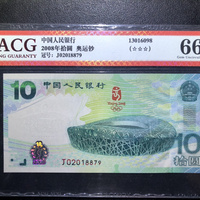 ACG
中国人民银行
2008年拾圆 奥运钞
冠号: J02018879
13016098
(☆☆☆)
66
10
中国人民银行
10
拾圆
J02018879